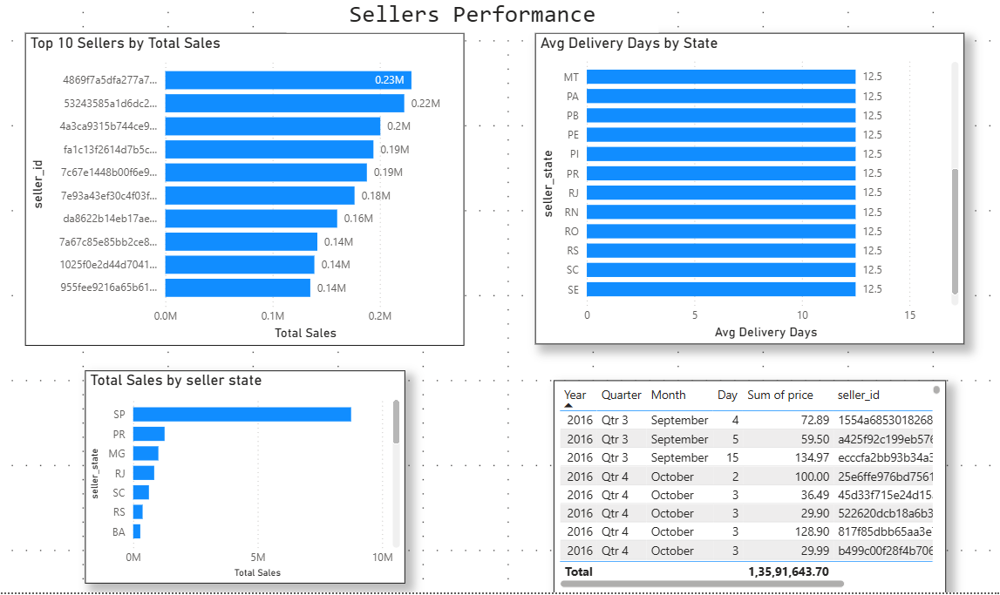 Sellers Performance
Top 10 Sellers by Total Sales
seller_id
4869f7a5dfa277a7... 0.23M
53243585a1d6dc2... 0.22M
4a3ca9315b744ce9... 0.2M
fa1c13f2614d7b5c... 0.19M
7c67e1448b00f6e9... 0.19M
7e93a43ef30c4f03f... 0.18M
da8622b14eb17ae... 0.16M
7a67c85e85bb2ce8... 0.14M
1025f0e2d44d7041... 0.14M
955fee9216a65b61... 0.14M
0.0M 0.1M 0.2M
Total Sales
Avg Delivery Days by State
seller_state
MT 12.5
PA 12.5
PB 12.5
PE 12.5
PI 12.5
PR 12.5
RJ 12.5
RN 12.5
RO 12.5
RS 12.5
SC 12.5
SE 12.5
0 5 10 15
Avg Delivery Days
Total Sales by seller state
seller_state
SP
PR
MG
RJ
SC
RS
BA
0M 5M 10M
Total Sales
Year Quarter Month Day Sum of price seller_id
2016 Qtr 3 September 4 72.89 1554a6853018268
2016 Qtr 3 September 5 59.50 a425f92c199eb576
2016 Qtr 3 September 15 134.97 ecccfa2bb93b34a3
2016 Qtr 4 October 2 100.00 25e6ffe976bd7561
2016 Qtr 4 October 3 36.49 45d33f715e24d15
2016 Qtr 4 October 3 29.90 522620dcb18a6b3
2016 Qtr 4 October 3 128.90 817f85dbb65aa3e
2016 Qtr 4 October 3 29.99 b499c00f28f4b706
Total 1,35,91,643.70